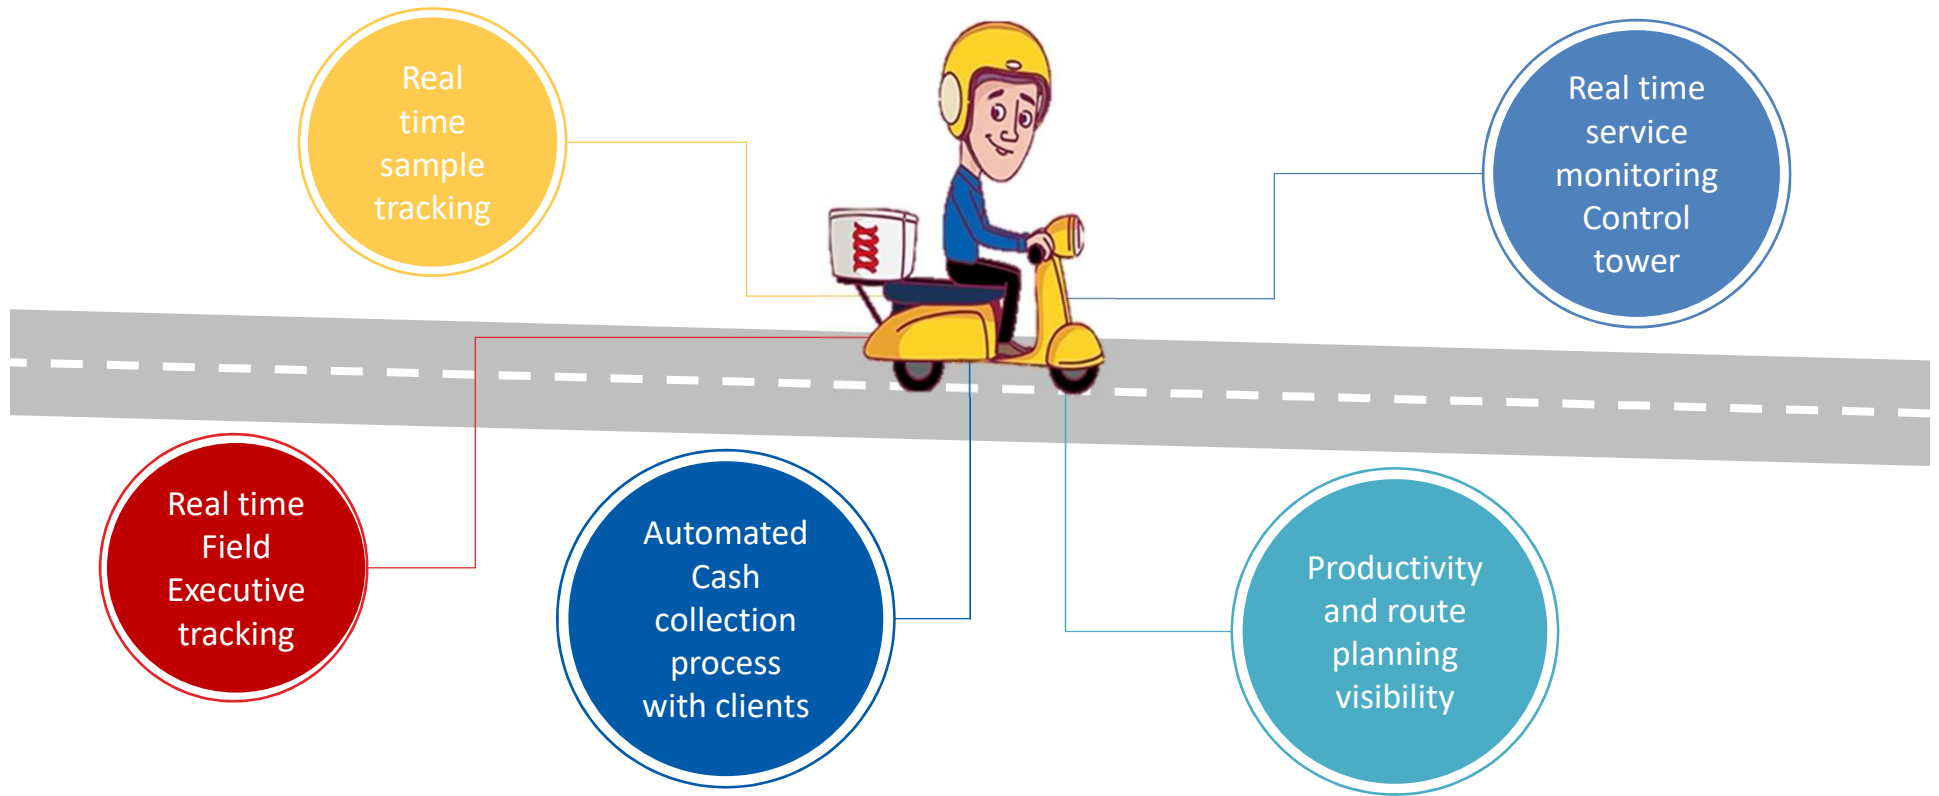 Real
time
sample
tracking
Real time
service
monitoring
Control
tower
Real time
Field
Executive
tracking
Automated
Cash
collection
process
with clients
Productivity
and route
planning
visibility